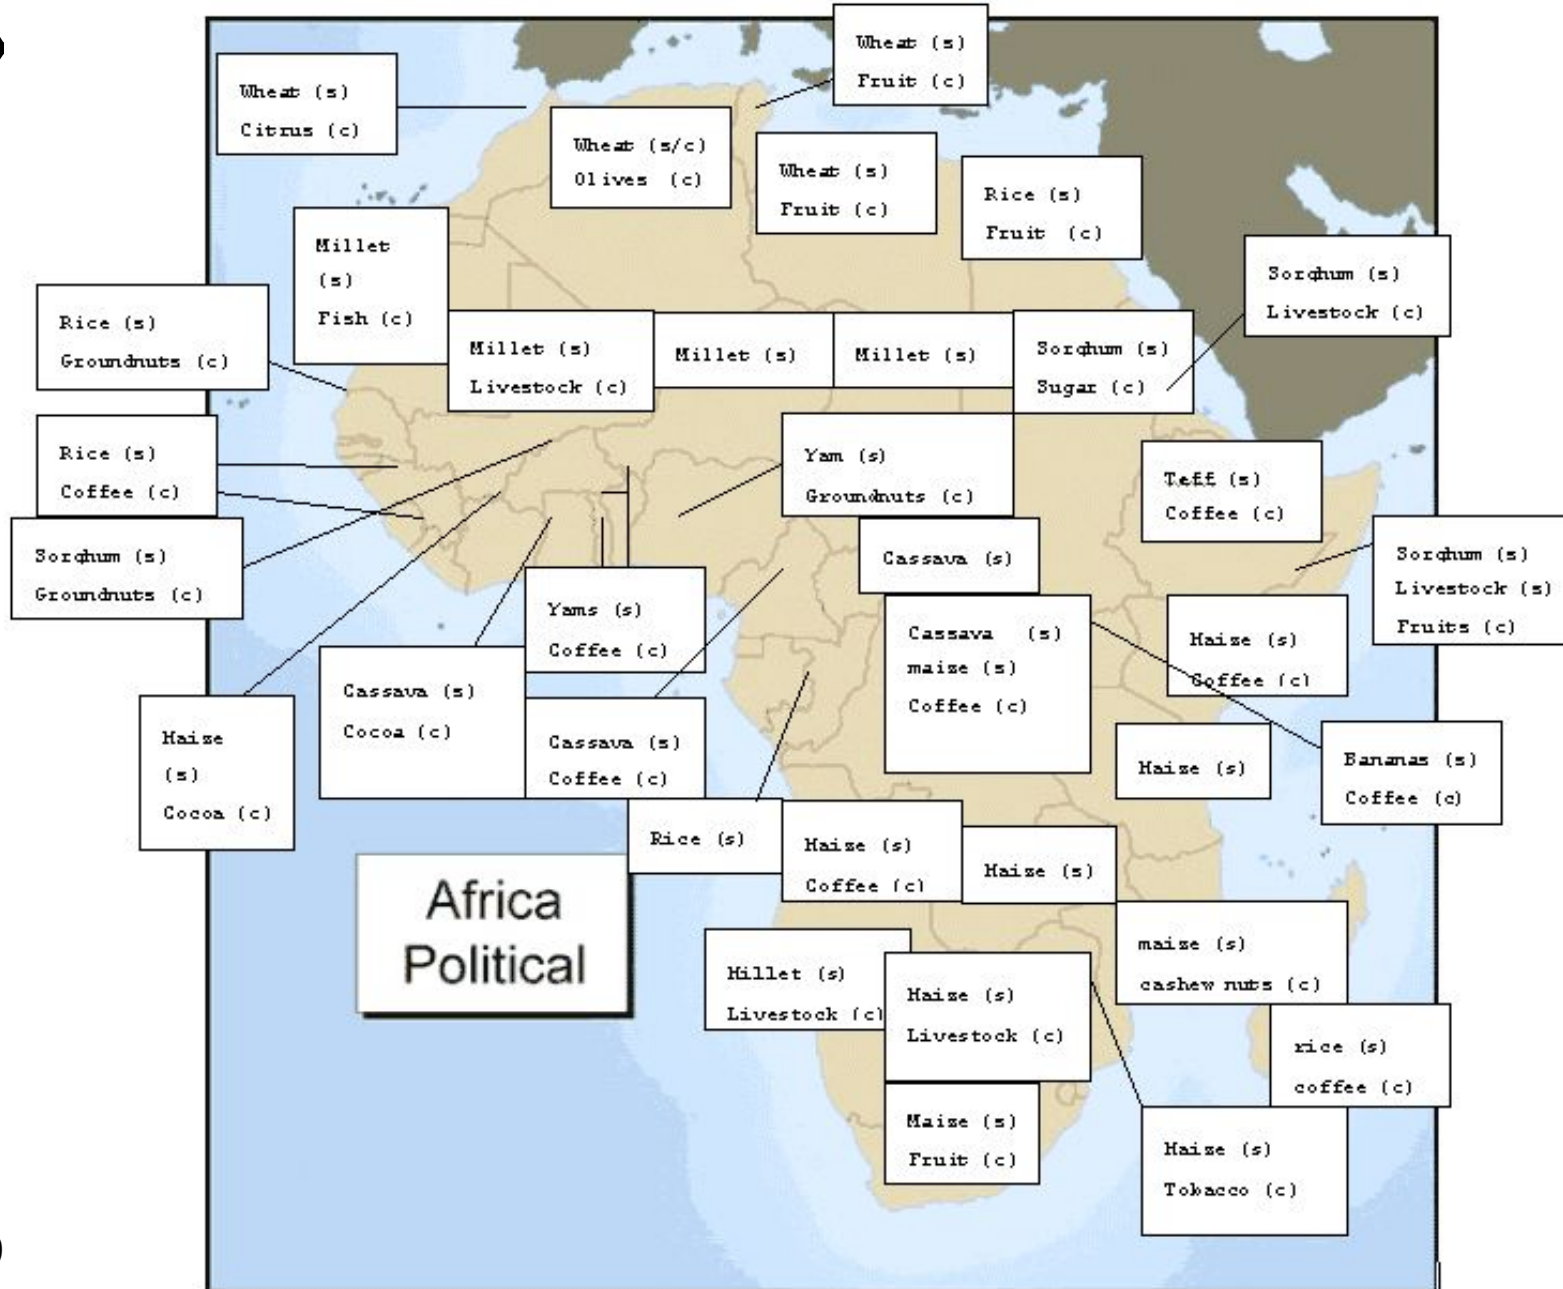 Wheat (s)
Fruit (c)
Wheat (s)
Citrus (c)
Wheat (s/c)
Olives (c)
Wheat (s)
Fruit (c)
Rice (s)
Fruit (c)
Millet
(s)
Fish (c)
Sorghum (s)
Livestock (c)
Rice (s)
Groundnuts (c)
Millet (s)
Livestock (c)
Millet (s)
Millet (s)
Sorghum (s)
Sugar (c)
Rice (s)
Coffee (c)
Yam (s)
Groundnuts (c)
Teff (s)
Coffee (c)
Sorghum (s)
Groundnuts (c)
Cassava (s)
Sorghum (s)
Livestock (s)
Fruits (c)
Yams (s)
Coffee (c)
Cassava (s)
maize (s)
Coffee (c)
Maize (s)
Coffee (c)
Cassava (s)
Cocoa (c)
Maize
(s)
Cocoa (c)
Cassava (s)
Coffee (c)
Maize (s)
Bananas (s)
Coffee (c)
Rice (s)
Maize (s)
Coffee (c)
Maize (s)
Africa
Political
maize (s)
cashew nuts (c)
Millet (s)
Livestock (c)
Maize (s)
Livestock (c)
rice (s)
coffee (c)
Maize (s)
Fruit (c)
Maize (s)
Tobacco (c)